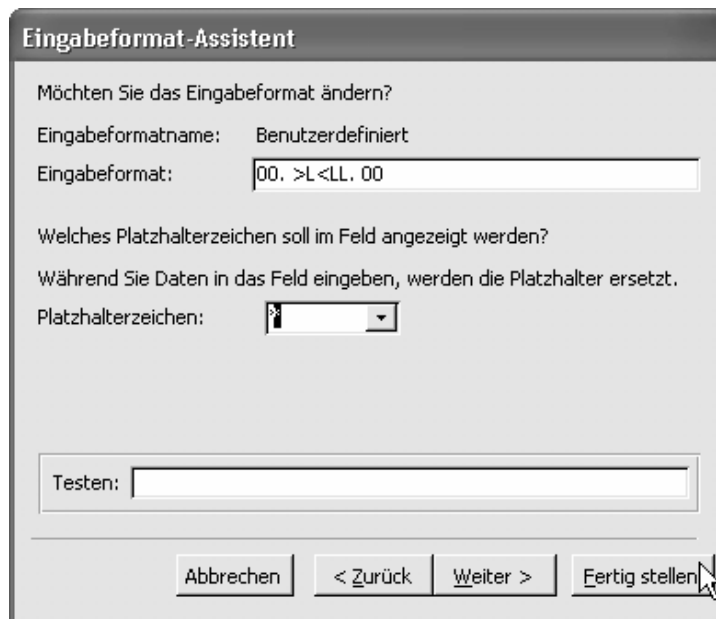 Eingabeformat-Assistent
Möchten Sie das Eingabeformat ändern?
Eingabeformatname: Benutzerdefiniert
Eingabeformat: 00. >L<LL. 00
Welches Platzhalterzeichen soll im Feld angezeigt werden?
Während Sie Daten in das Feld eingeben, werden die Platzhalter ersetzt.
Platzhalterzeichen: *
Testen:
Abbrechen < Zurück Weiter > Fertig stellen